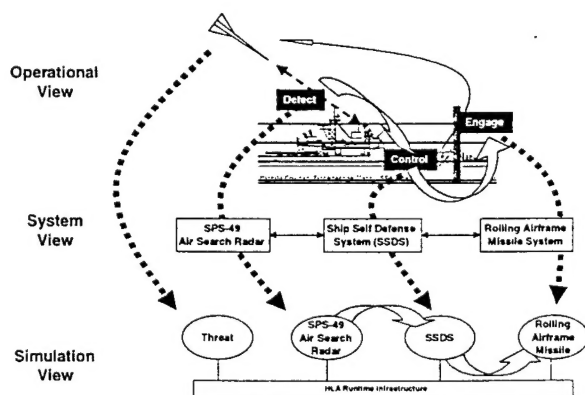 Operational
View
Detect
Engage
Control
System
View
SPS-49
Air Search Radar
Ship Self Defense
System (SSDS)
Rolling Airframe
Missile System
Simulation
View
Threat
SPS-49
Air Search
Radar
SSDS
Rolling
Airframe
Missile
HLA Runtime Infrastructure